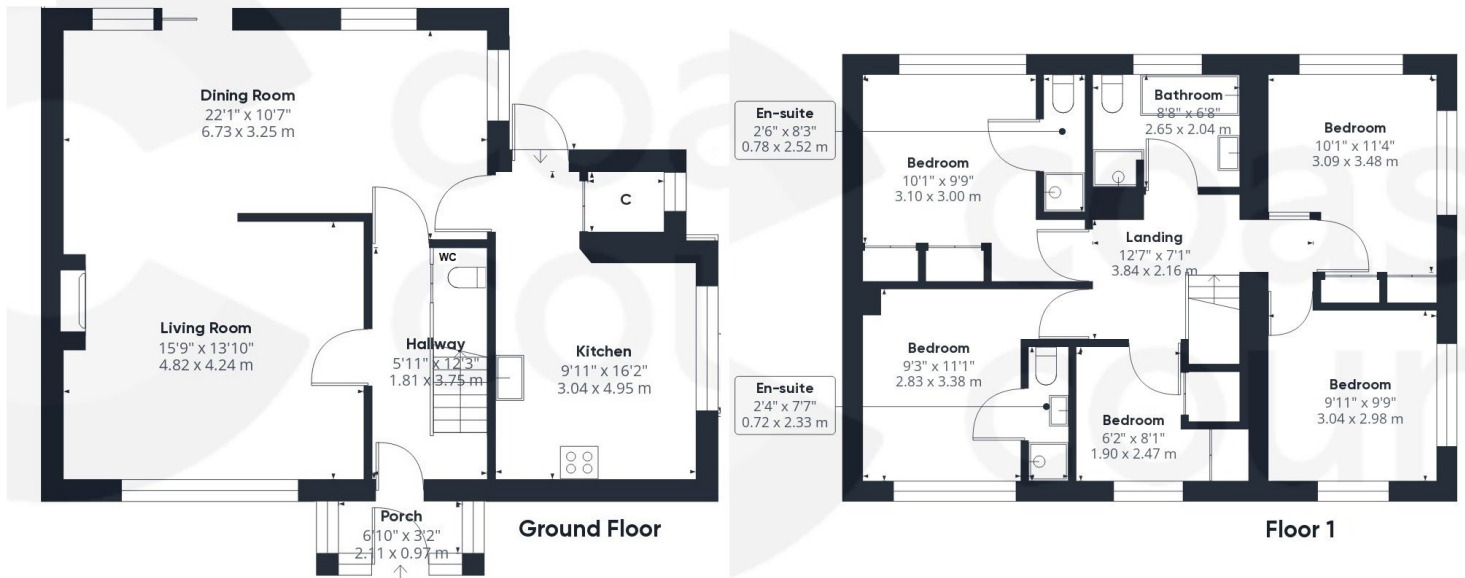 Dining Room
22'1" x 10'7"
6.73 x 3.25 m
C
WC
Living Room
15'9" x 13'10"
4.82 x 4.24 m
Hallway
5'11" x 12'3"
1.81 x 3.75 m
Kitchen
9'11" x 16'2"
3.04 x 4.95 m
Porch
6'10" x 3'2"
2.11 x 0.97 m
Ground Floor
En-suite
2'6" x 8'3"
0.78 x 2.52 m
Bedroom
10'1" x 9'9"
3.10 x 3.00 m
Bathroom
8'8" x 6'8"
2.65 x 2.04 m
Bedroom
10'1" x 11'4"
3.09 x 3.48 m
Landing
12'7" x 7'1"
3.84 x 2.16 m
Bedroom
9'3" x 11'1"
2.83 x 3.38 m
En-suite
2'4" x 7'7"
0.72 x 2.33 m
Bedroom
6'2" x 8'1"
1.90 x 2.47 m
Bedroom
9'11" x 9'9"
3.04 x 2.98 m
Floor 1